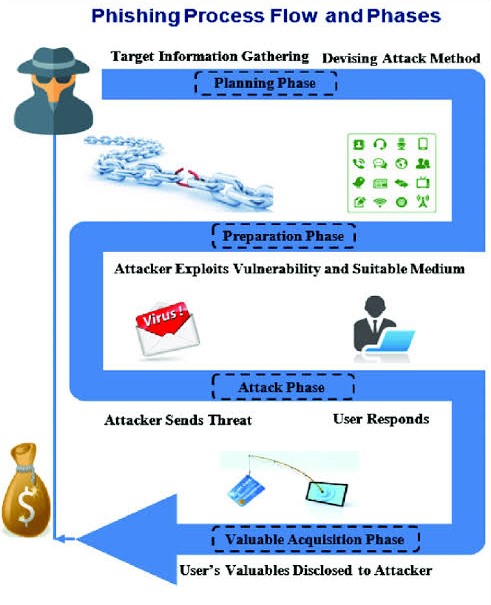 Phishing Process Flow and Phases
Target Information Gathering
Devising Attack Method
Planning Phase
Preparation Phase
Attacker Exploits Vulnerability and Suitable Medium
Virus!
Attack Phase
Attacker Sends Threat
User Responds
$
Valuable Acquisition Phase
User's Valuables Disclosed to Attacker